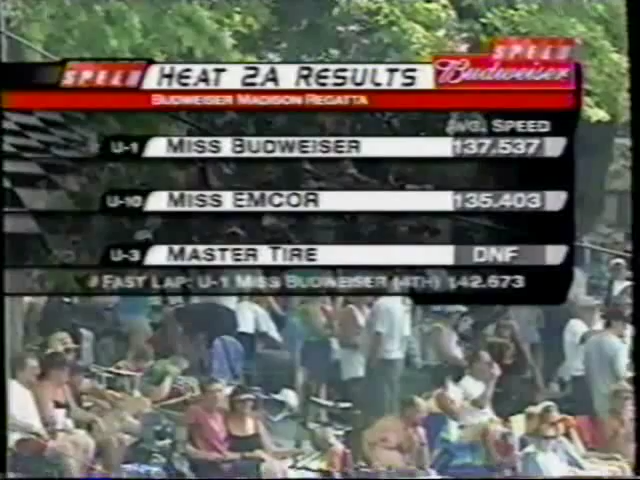 SPEED
SPEED HEAT 2A RESULTS Budweiser
BUDWEISER MADISON REGATTA
AVG. SPEED
U-1 MISS BUDWEISER 137.537
U-10 MISS EMCOR 135.403
U-3 MASTER TIRE DNF
FAST LAP: U-1 MISS BUDWEISER (4TH) 142.673